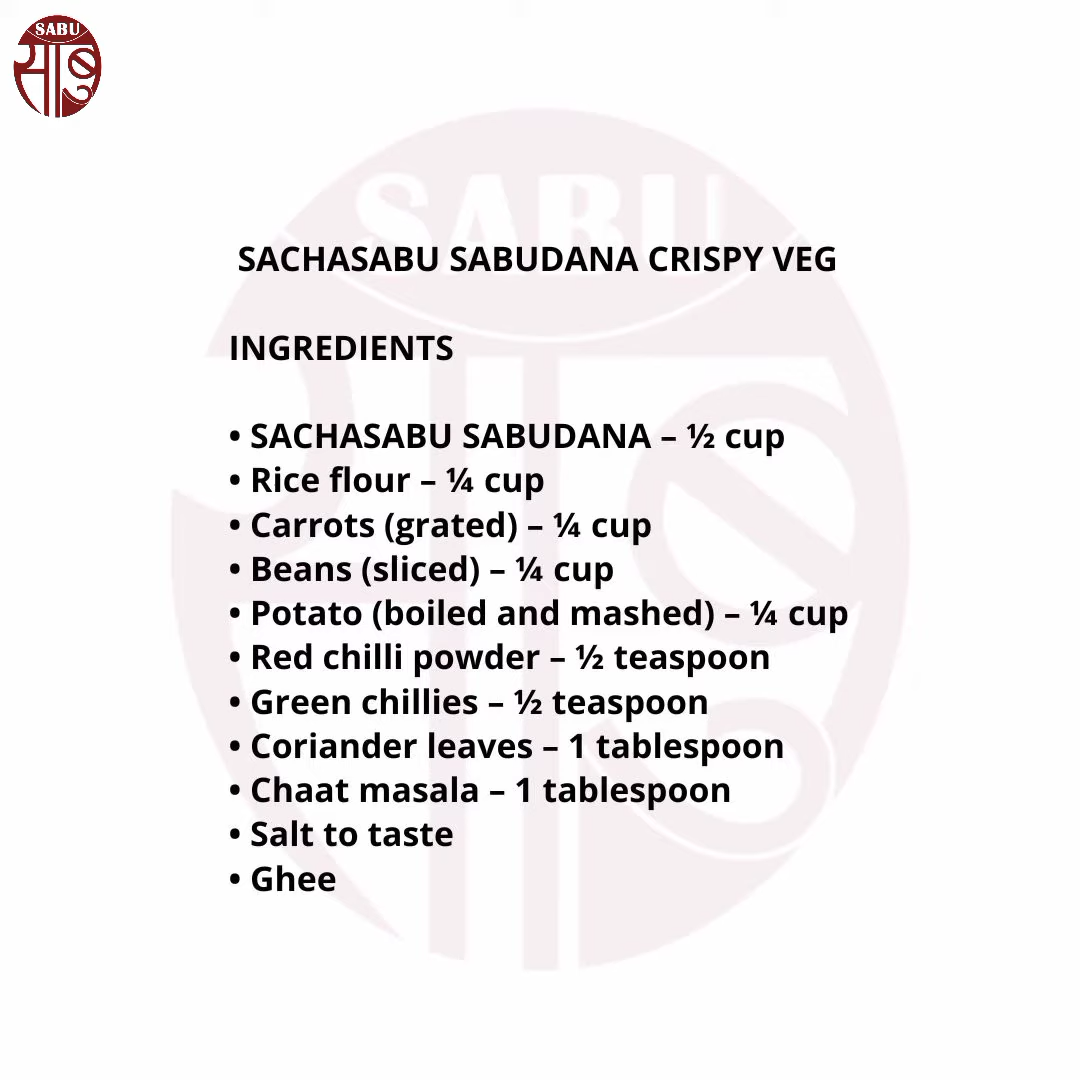 SABU
साबु
SABU
SACHASABU SABUDANA CRISPY VEG
INGREDIENTS
• SACHASABU SABUDANA – ½ cup
• Rice flour – ¼ cup
• Carrots (grated) – ¼ cup
• Beans (sliced) – ¼ cup
• Potato (boiled and mashed) – ¼ cup
• Red chilli powder – ½ teaspoon
• Green chillies – ½ teaspoon
• Coriander leaves – 1 tablespoon
• Chaat masala – 1 tablespoon
• Salt to taste
• Ghee
साबु